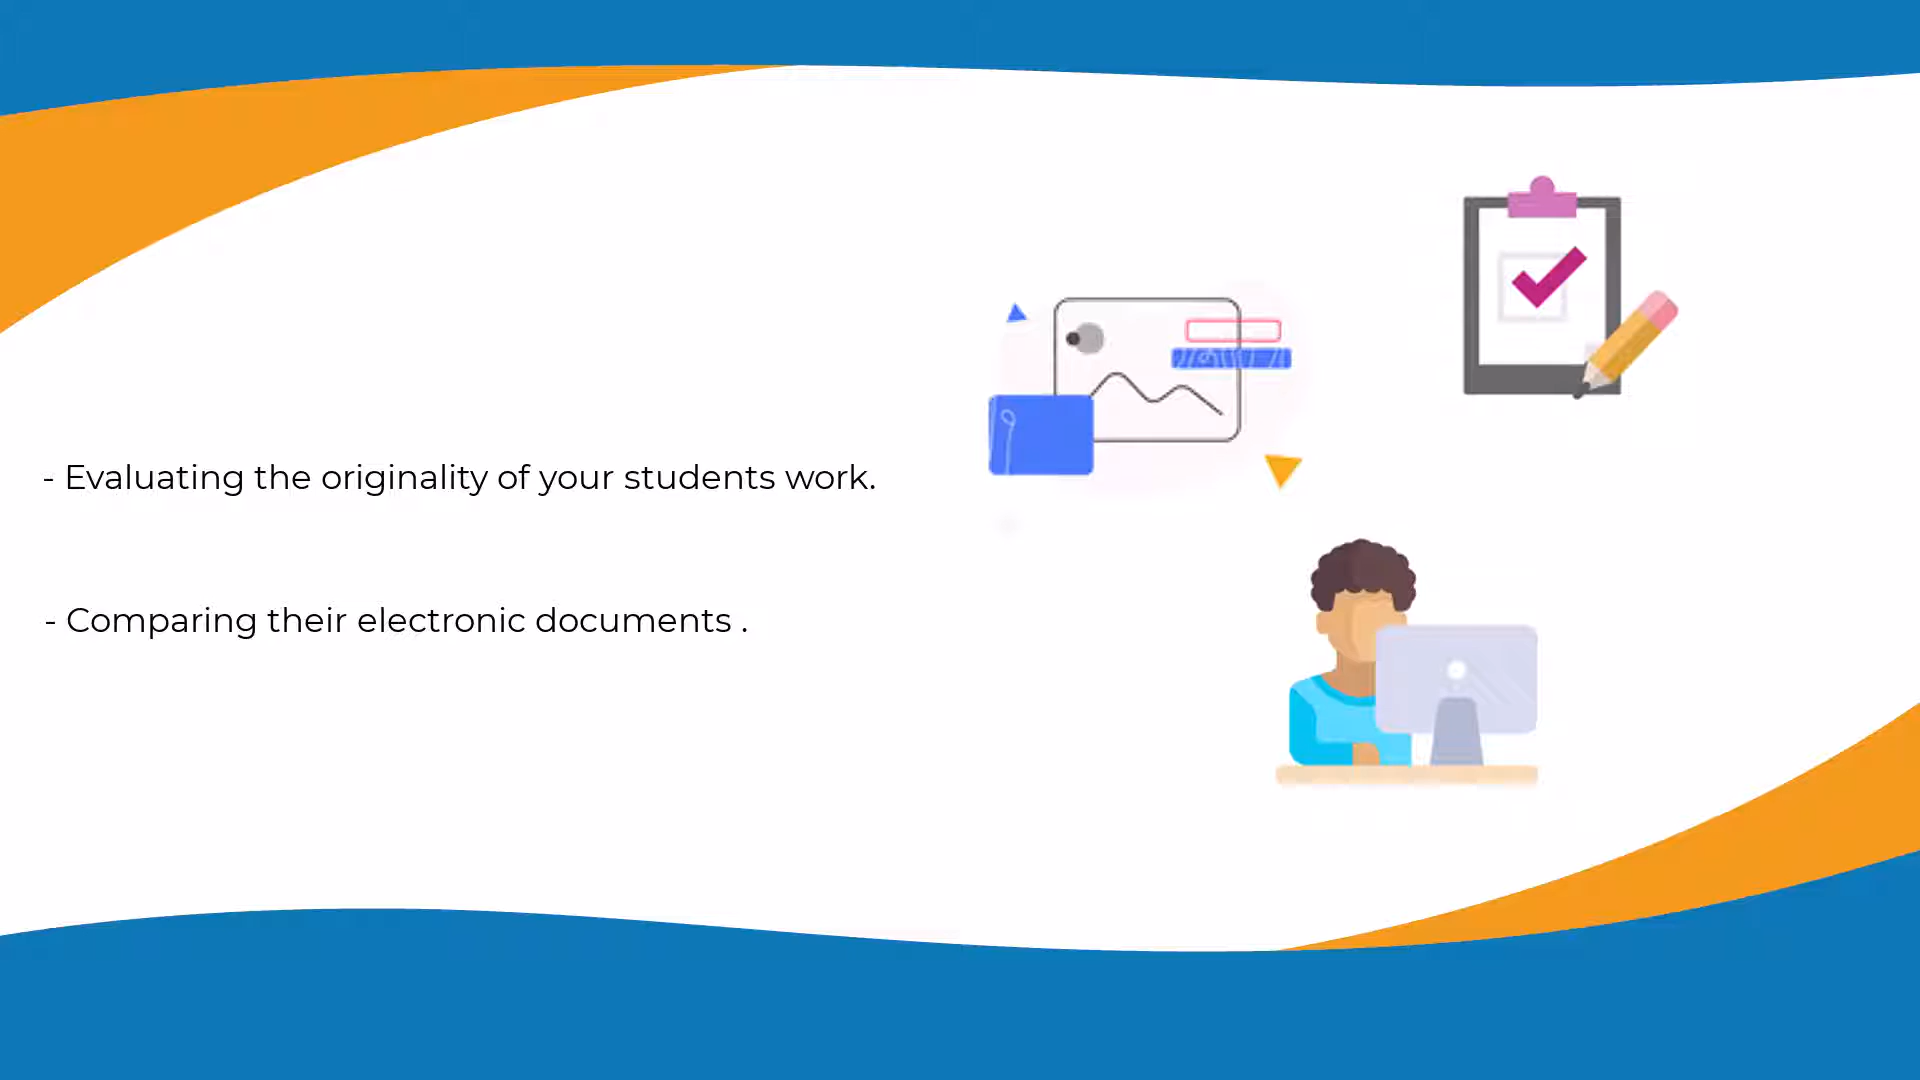 - Evaluating the originality of your students work.
- Comparing their electronic documents .